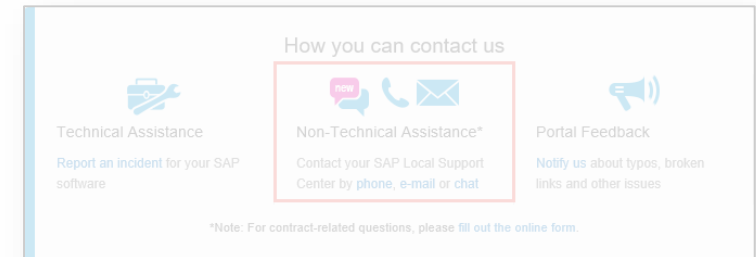 How you can contact us
new
Technical Assistance
Report an incident for your SAP
software
Non-Technical Assistance*
Contact your SAP Local Support
Center by phone, e-mail or chat
Portal Feedback
Notify us about typos, broken
links and other issues
*Note: For contract-related questions, please fill out the online form.